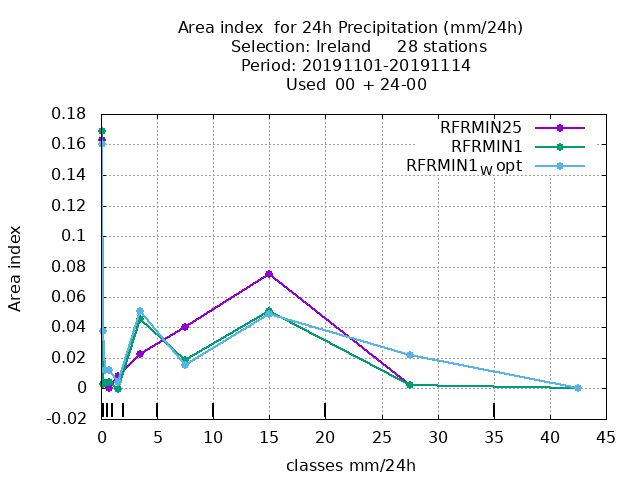 Area index  for 24h Precipitation (mm/24h)
Selection: Ireland     28 stations
Period: 20191101-20191114
Used  00 + 24-00
RFRMIN25
RFRMIN1
RFRMIN1W opt
0.18
0.16
0.14
0.12
0.1
0.08
0.06
0.04
0.02
0
-0.02
Area index
0 5 10 15 20 25 30 35 40 45
classes mm/24h